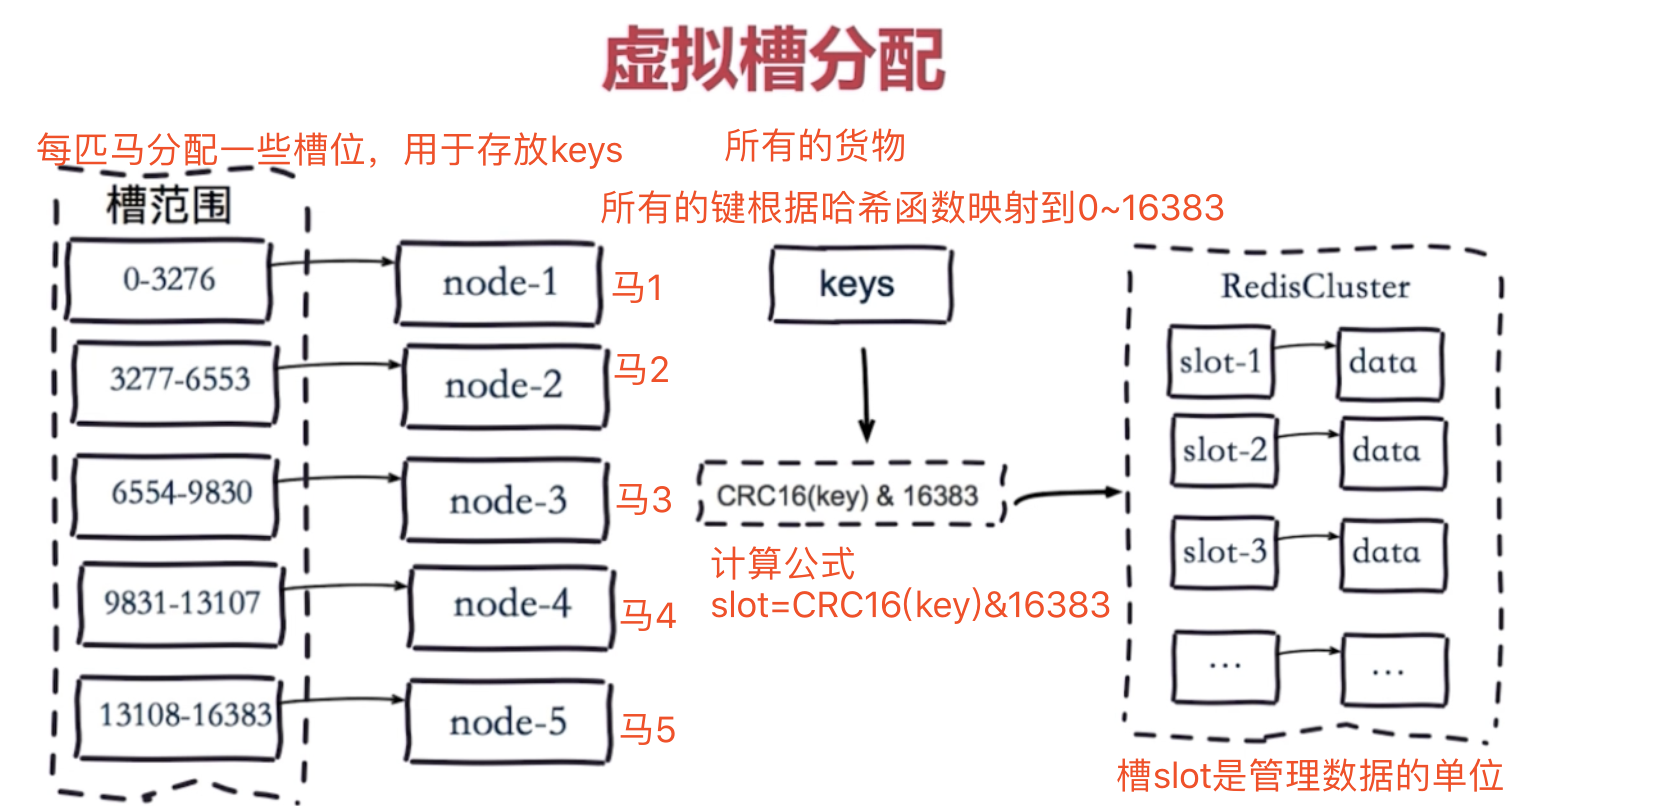 虚拟槽分配
每匹马分配一些槽位，用于存放keys
所有的货物
所有的键根据哈希函数映射到0~16383
槽范围
0-3276
node-1
马1
3277-6553
node-2
马2
6554-9830
node-3
马3
9831-13107
node-4
马4
13108-16383
node-5
马5
keys
CRC16(key) & 16383
计算公式
slot=CRC16(key)&16383
RedisCluster
slot-1
data
slot-2
data
slot-3
data
...
...
槽slot是管理数据的单位